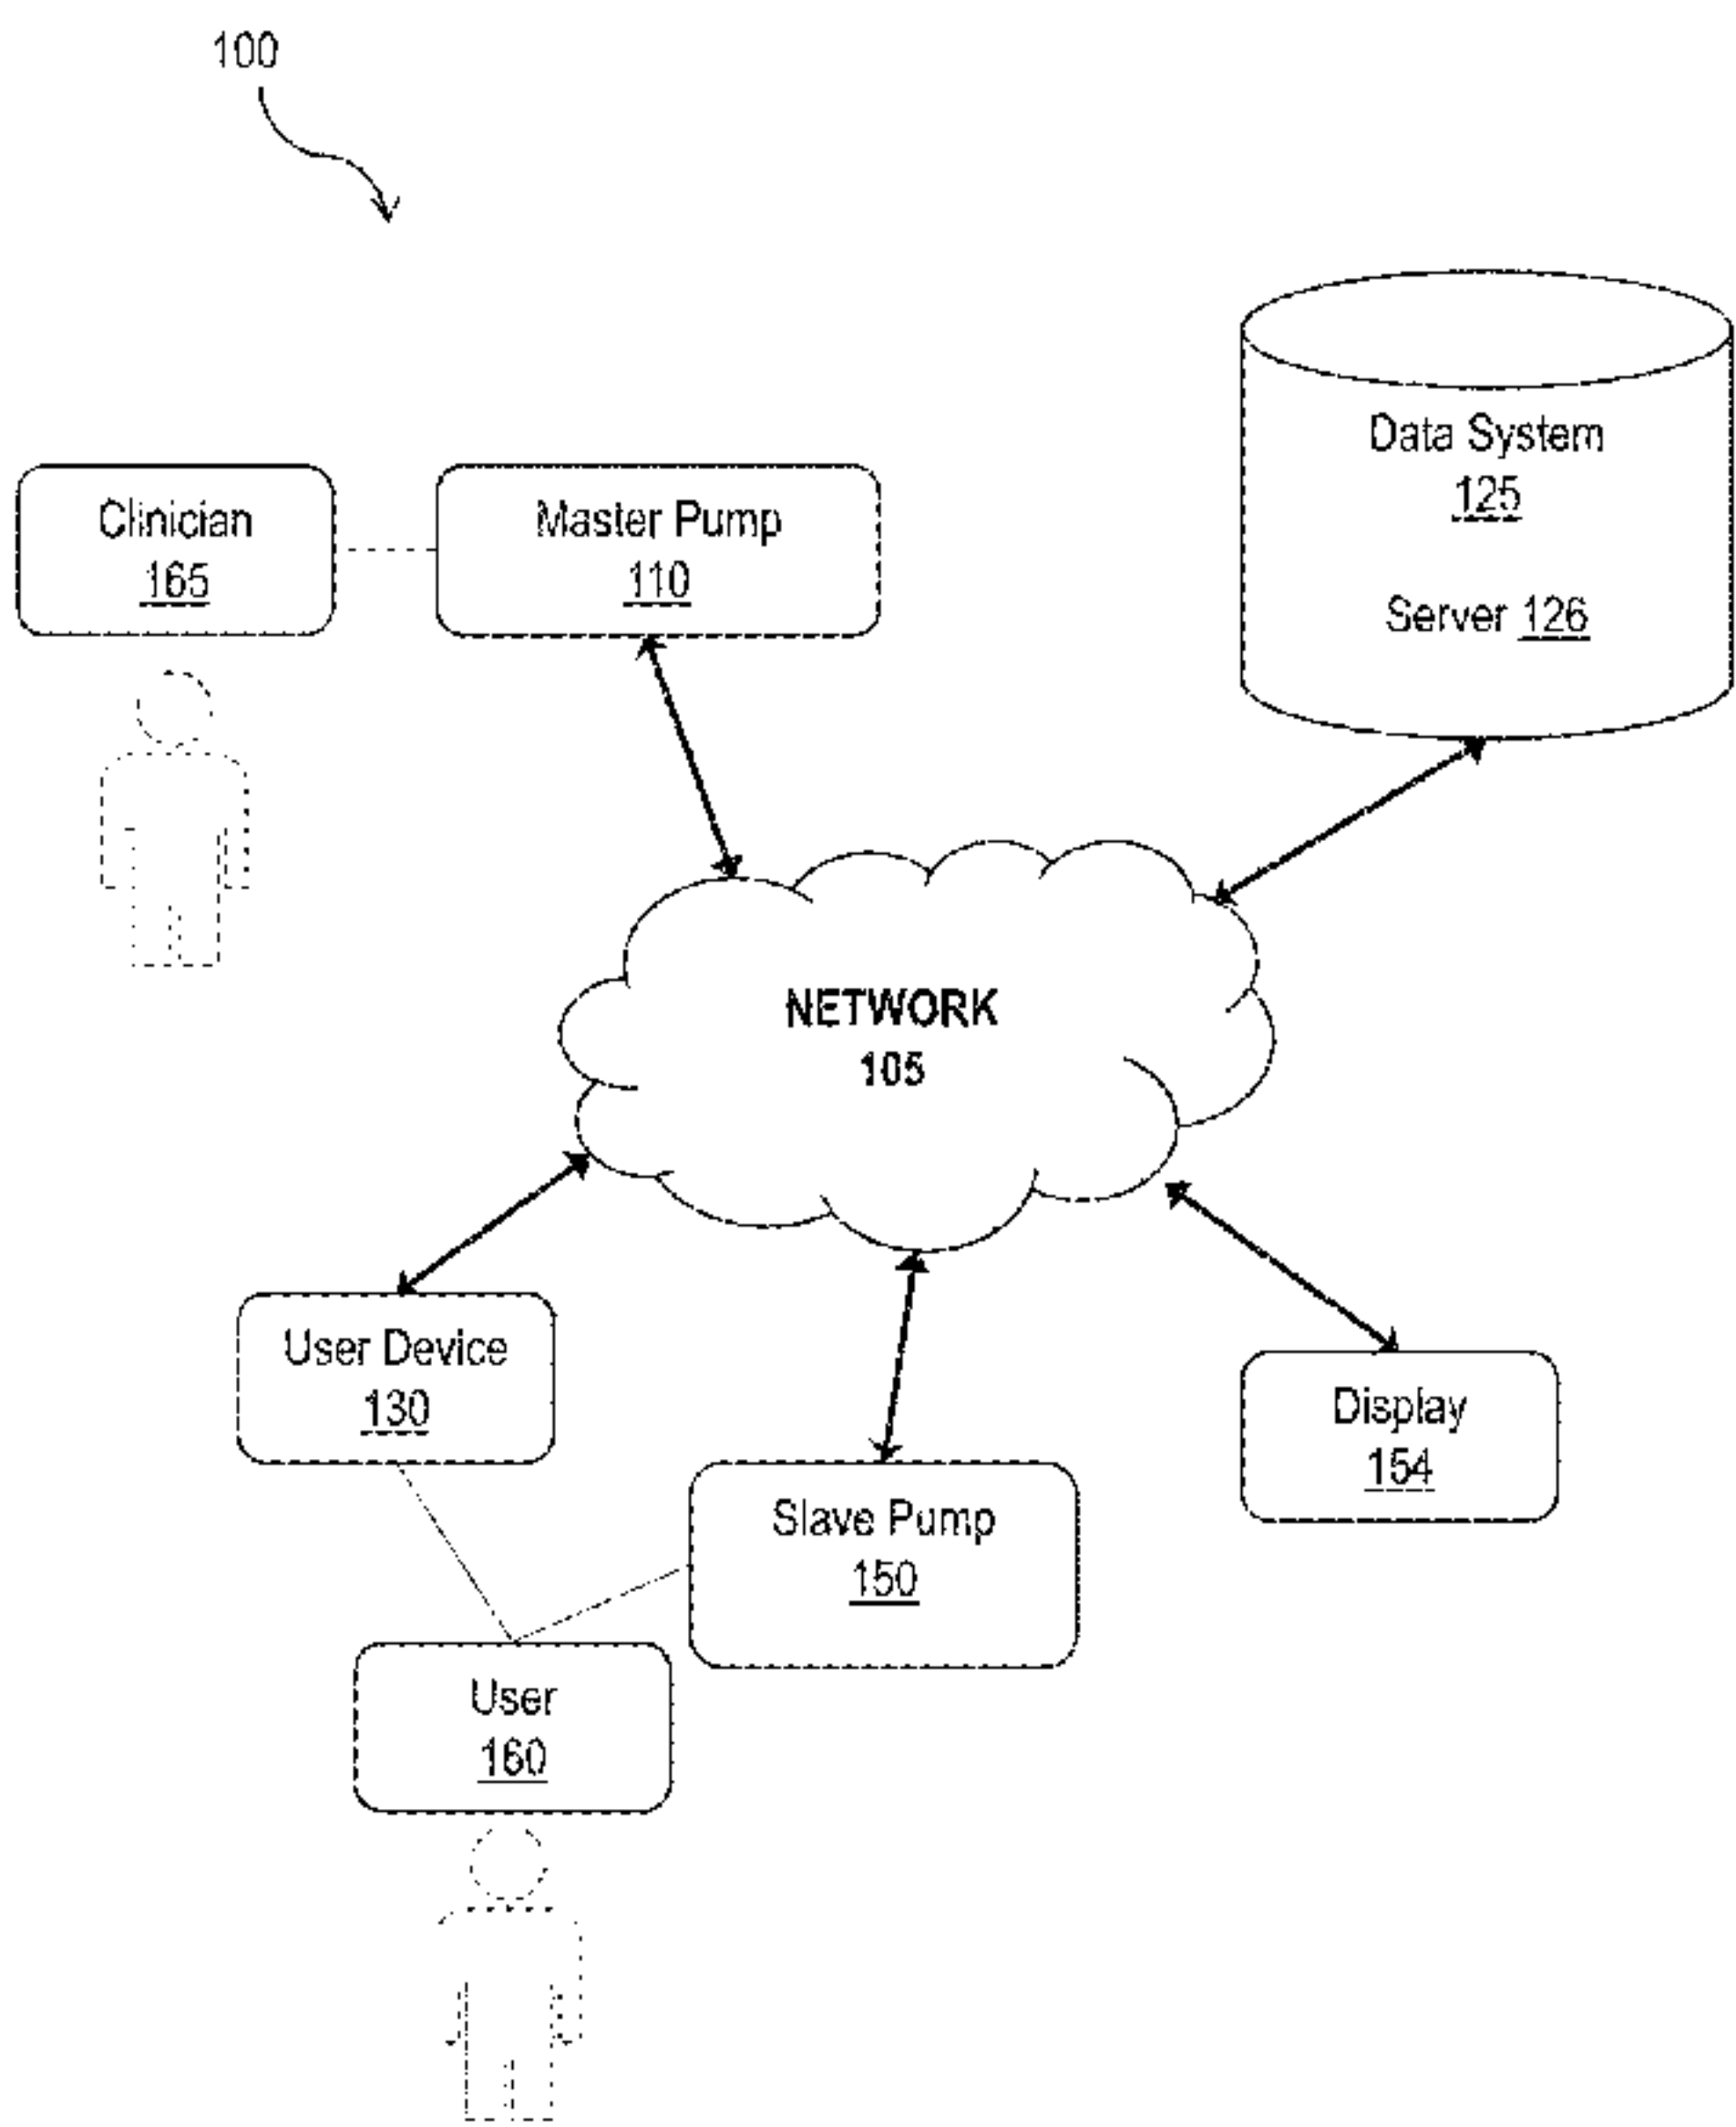 100
Data System
125
Server 126
Clinician
165
Master Pump
110
NETWORK
105
User Device
130
Display
154
Slave Pump
150
User
160